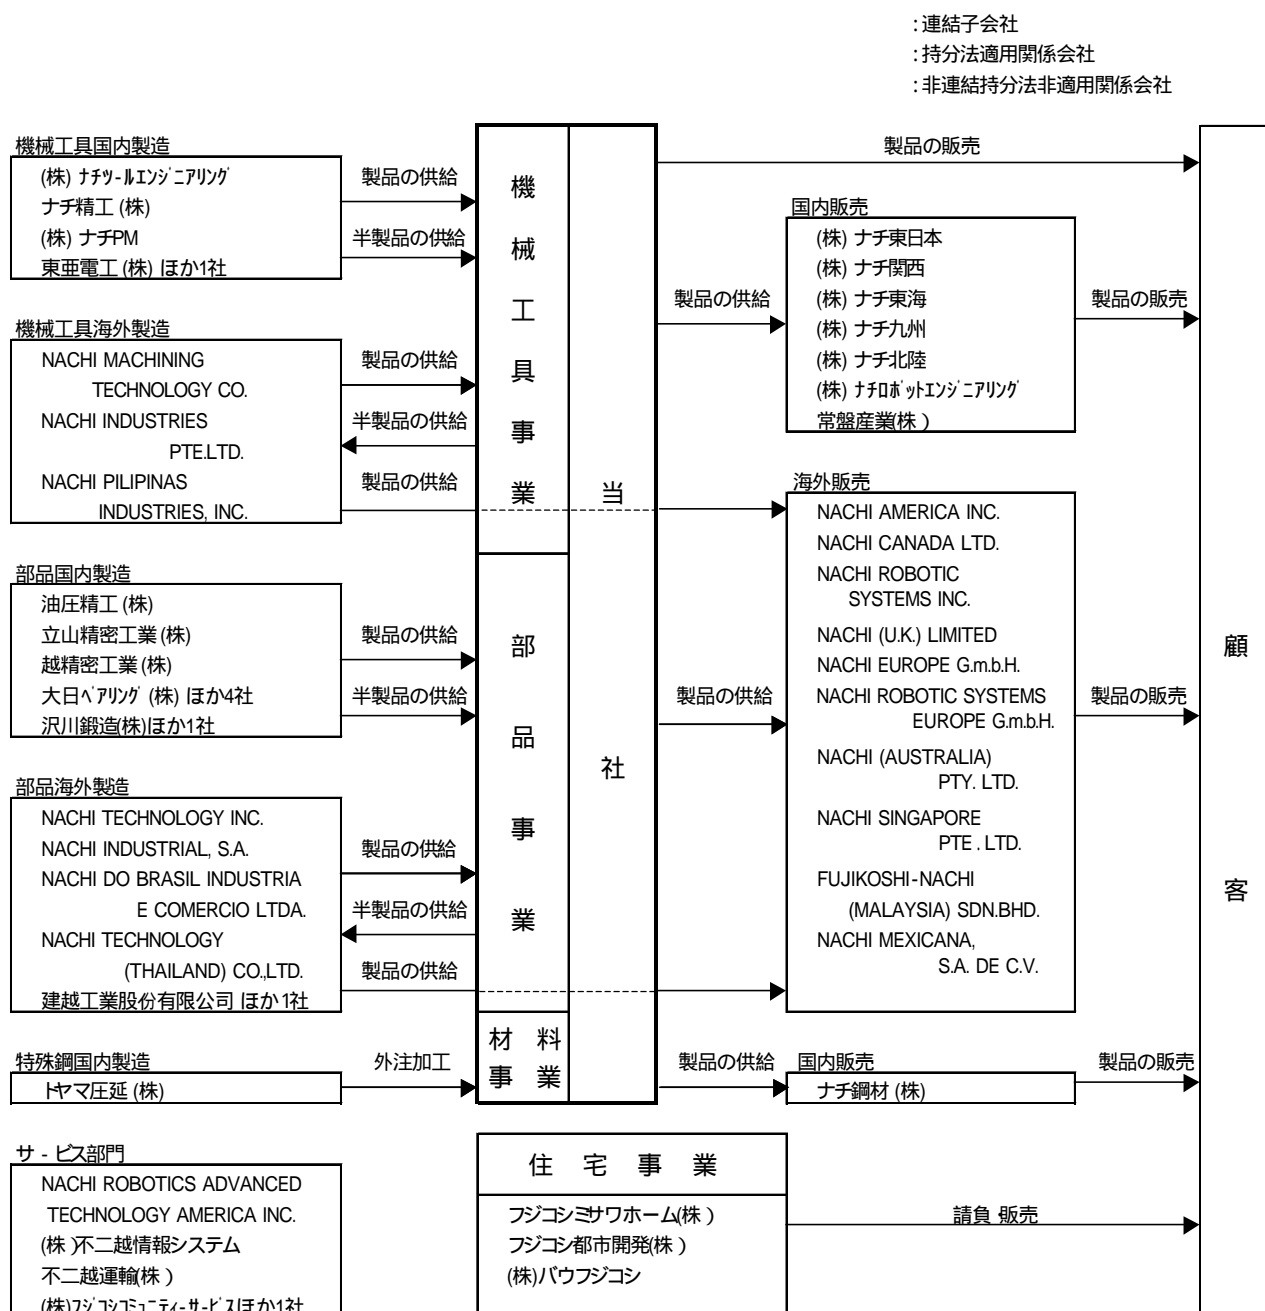 :連結子会社
:持分法適用関係会社
:非連結持分法非適用関係会社
機械工具国内製造
(株) ナチツールエンジニアリング
ナチ精工 (株)
(株) ナチPM
東亜電工 (株) ほか1社
製品の供給
半製品の供給
機械工具海外製造
NACHI MACHINING
TECHNOLOGY CO.
NACHI INDUSTRIES
PTE.LTD.
NACHI PILIPINAS
INDUSTRIES, INC.
製品の供給
半製品の供給
製品の供給
部品国内製造
油圧精工 (株)
立山精密工業 (株)
越精密工業 (株)
大日ベアリング (株) ほか4社
沢川鍛造(株)ほか1社
製品の供給
半製品の供給
部品海外製造
NACHI TECHNOLOGY INC.
NACHI INDUSTRIAL, S.A.
NACHI DO BRASIL INDUSTRIA
E COMERCIO LTDA.
NACHI TECHNOLOGY
(THAILAND) CO.,LTD.
建越工業股份有限公司 ほか1社
製品の供給
半製品の供給
製品の供給
特殊鋼国内製造
トヤマ圧延 (株)
外注加工
サ - ビス部門
NACHI ROBOTICS ADVANCED
TECHNOLOGY AMERICA INC.
(株 )不二越情報システム
不二越運輸(株 )
(株)フジコシコミュニティ-サ-ビスほか1社
機械工具事業
部品事業
材料
事業
当社
住宅事業
フジコシミサワホーム(株 )
フジコシ都市開発(株 )
(株)バウフジコシ
製品の販売
国内販売
(株) ナチ東日本
(株) ナチ関西
(株) ナチ東海
(株) ナチ九州
(株) ナチ北陸
(株) ナチロボットエンジニアリング
常盤産業(株 )
製品の供給
製品の販売
海外販売
NACHI AMERICA INC.
NACHI CANADA LTD.
NACHI ROBOTIC
SYSTEMS INC.
NACHI (U.K.) LIMITED
NACHI EUROPE G.m.b.H.
NACHI ROBOTIC SYSTEMS
EUROPE G.m.b.H.
NACHI (AUSTRALIA)
PTY. LTD.
NACHI SINGAPORE
PTE . LTD.
FUJIKOSHI-NACHI
(MALAYSIA) SDN.BHD.
NACHI MEXICANA,
S.A. DE C.V.
製品の供給
製品の販売
製品の供給
国内販売
ナチ鋼材 (株)
製品の販売
請負・販売
顧客